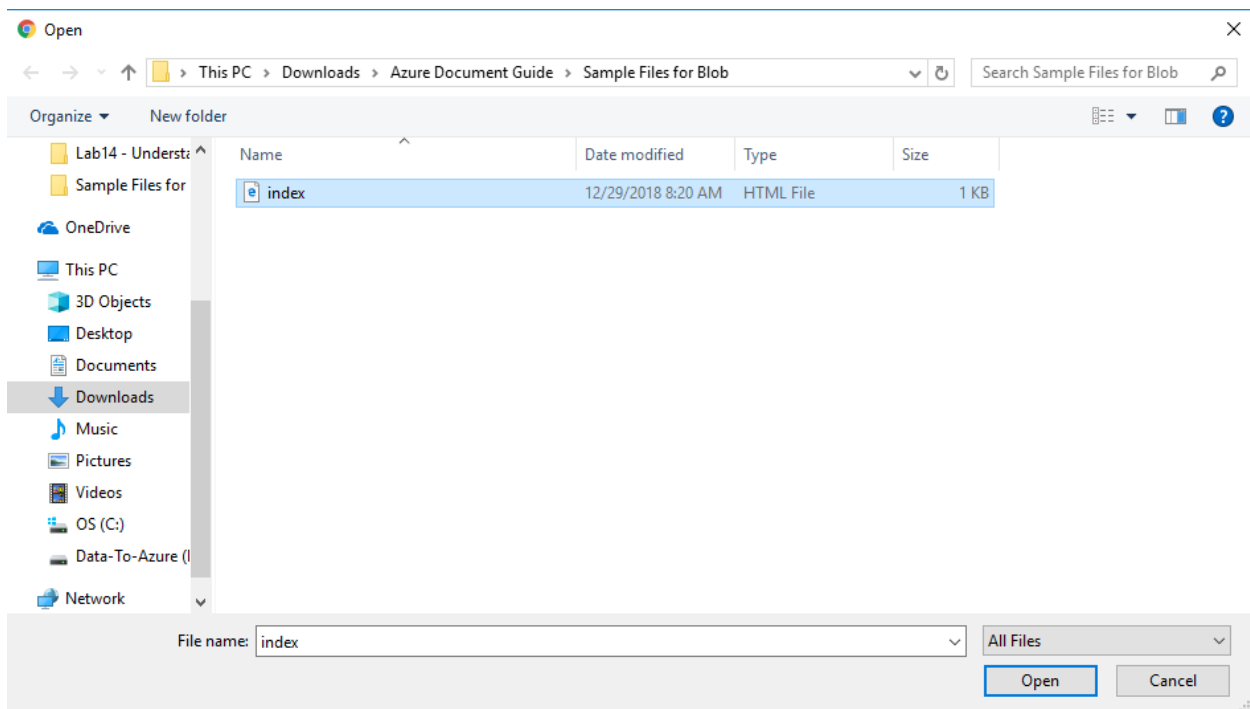 Open
This PC > Downloads > Azure Document Guide > Sample Files for Blob
Search Sample Files for Blob
Organize
New folder
Name
Date modified
Type
Size
index
12/29/2018 8:20 AM
HTML File
1 KB
Lab14 - Understa
Sample Files for
OneDrive
This PC
3D Objects
Desktop
Documents
Downloads
Music
Pictures
Videos
OS (C:)
Data-To-Azure (
Network
File name: index
All Files
Open
Cancel